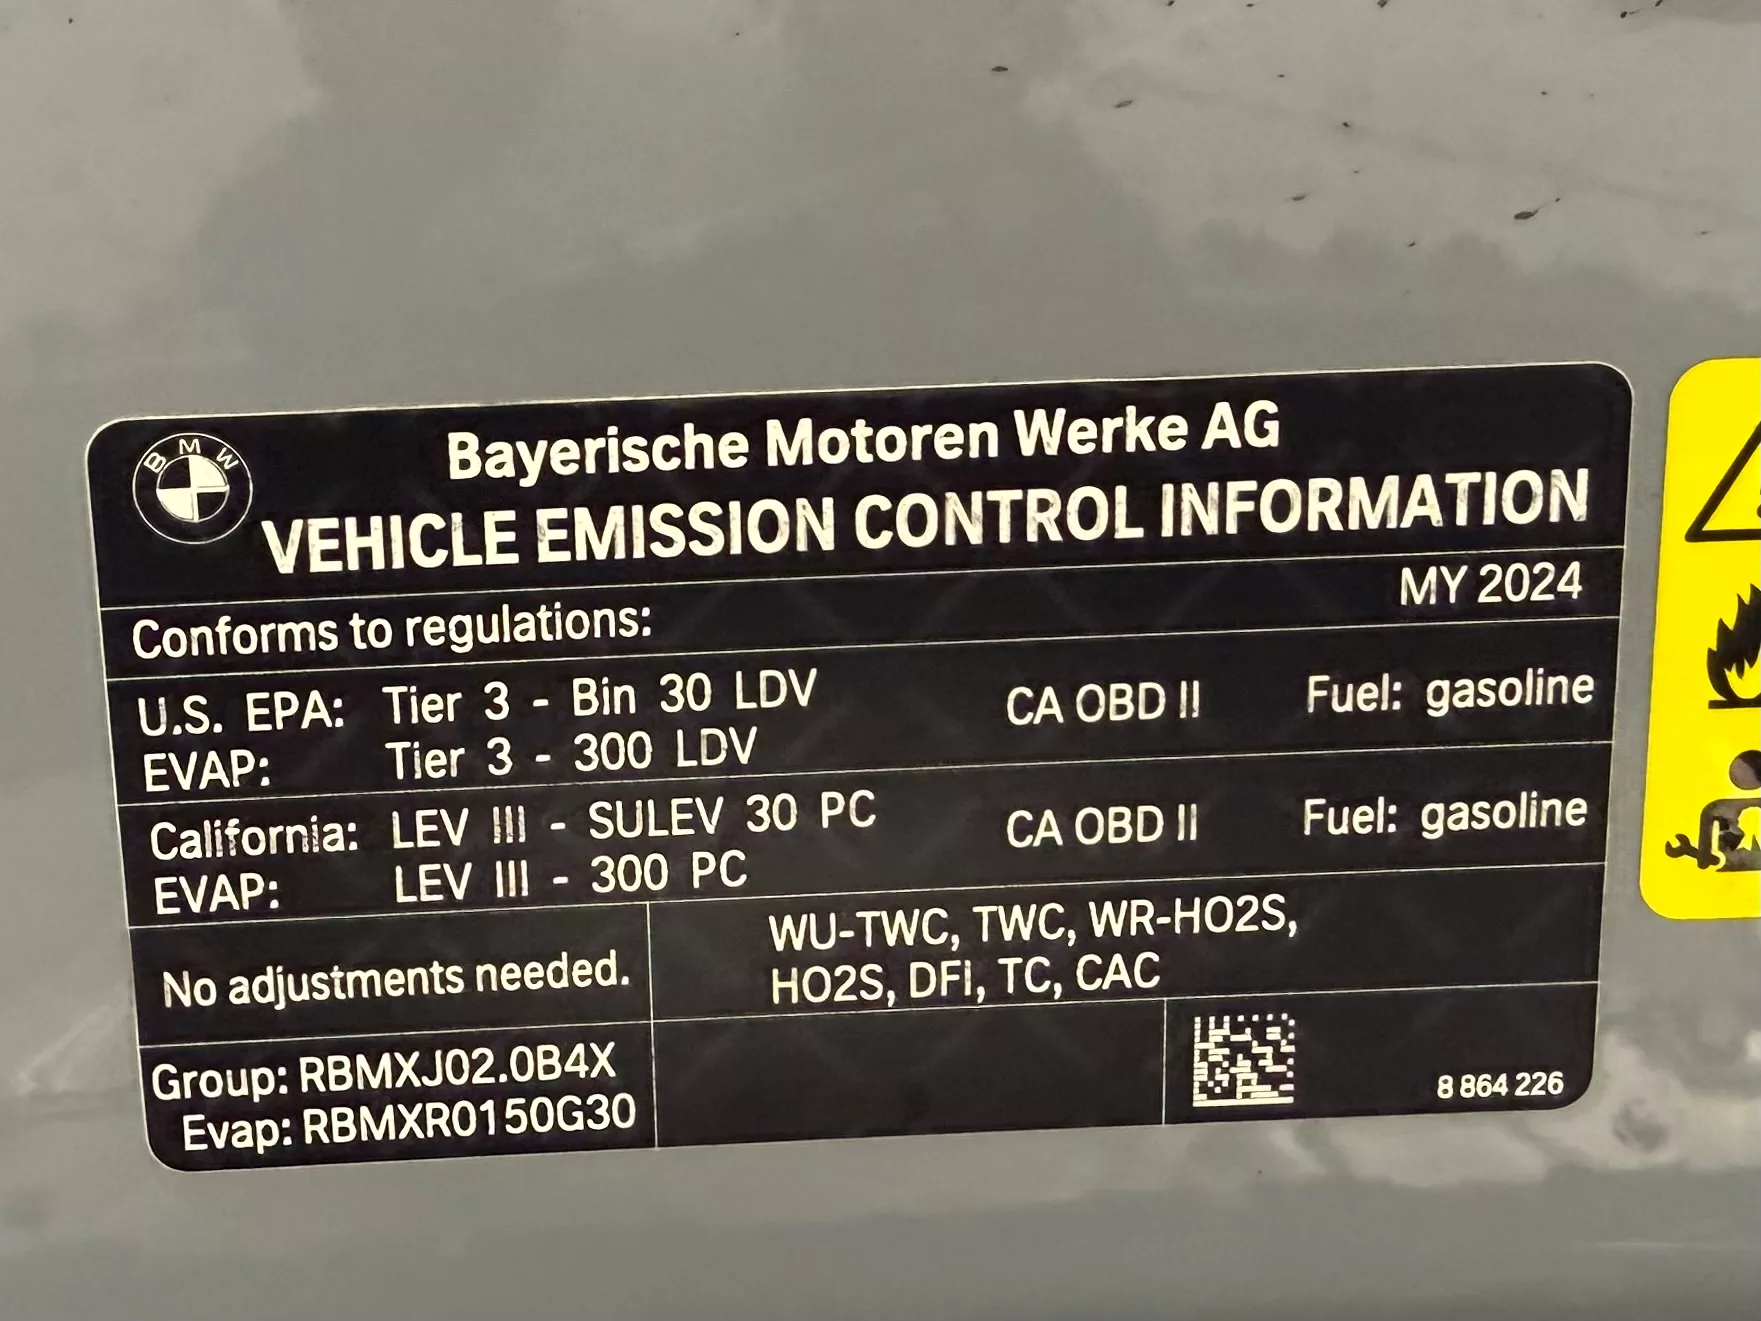 BMW
Bayerische Motoren Werke AG
VEHICLE EMISSION CONTROL INFORMATION
Conforms to regulations: MY 2024
U.S. EPA: Tier 3 - Bin 30 LDV CA OBD II Fuel: gasoline
EVAP: Tier 3 - 300 LDV
California: LEV III - SULEV 30 PC CA OBD II Fuel: gasoline
EVAP: LEV III - 300 PC
No adjustments needed.
WU-TWC, TWC, WR-HO2S,
HO2S, DFI, TC, CAC
Group: RBMXJ02.0B4X
Evap: RBMXR0150G30
8 864 226